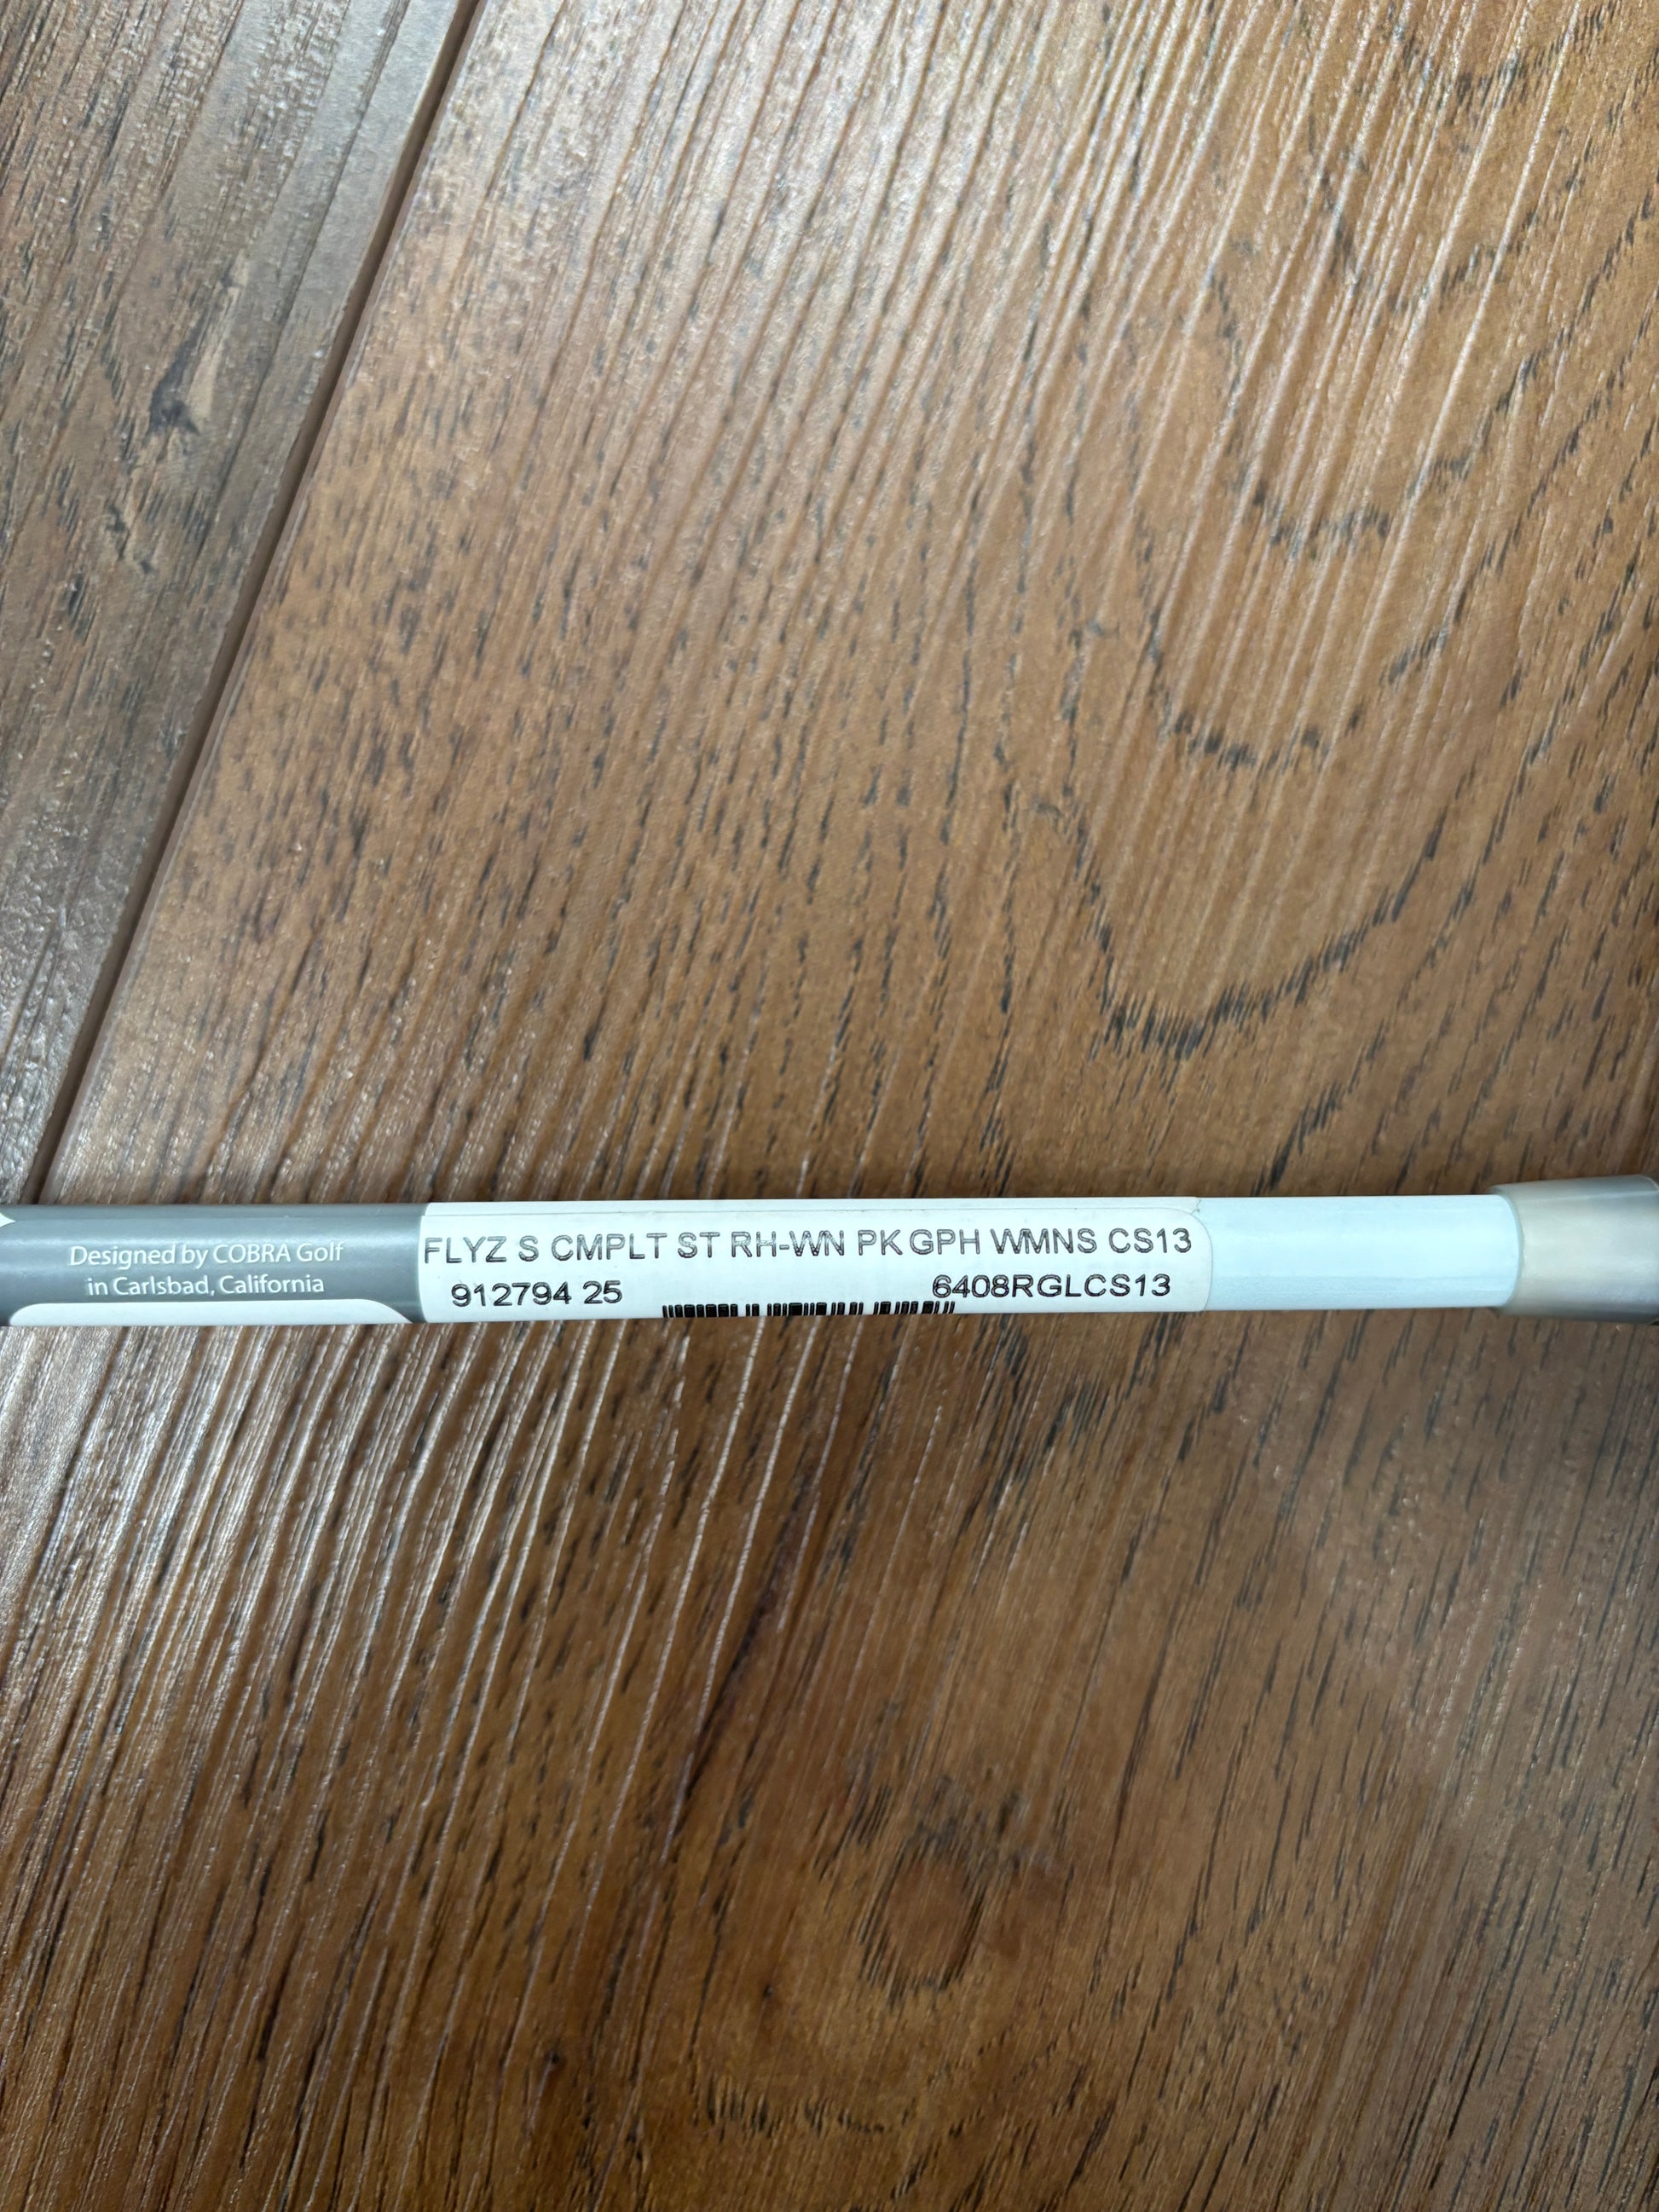 Designed by COBRA Golf
in Carlsbad, California
FLYZ S CMPLT ST RH-WN PK GPH WMNS CS13
912794 25 6408RGLCS13